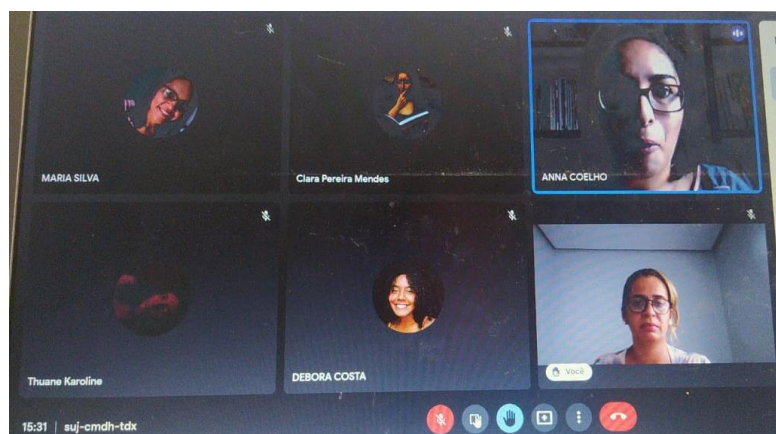 MARIA SILVA
Clara Pereira Mendes
ANNA COELHO
Thuane Karoline
DEBORA COSTA
Você
15:31 | suj-cmdh-tdx